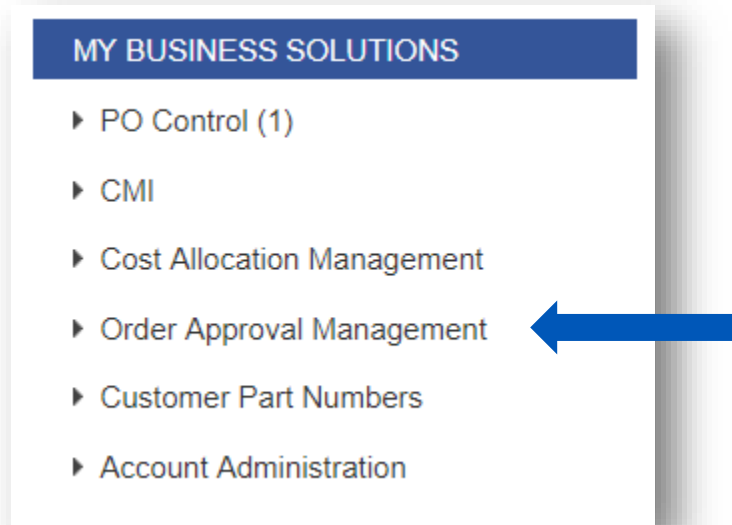 MY BUSINESS SOLUTIONS
PO Control (1)
CMI
Cost Allocation Management
Order Approval Management
Customer Part Numbers
Account Administration